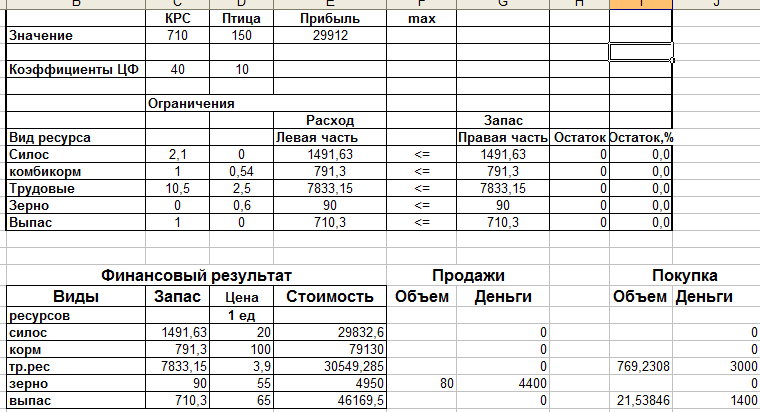 B C D E F G H I J
КРС Птица Прибыль max
Значение 710 150 29912
Коэффициенты ЦФ 40 10
Ограничения
Расход Запас
Вид ресурса Левая часть Правая часть Остаток Остаток,%
Силос 2,1 0 1491,63 <= 1491,63 0 0,0
комбикорм 1 0,54 791,3 <= 791,3 0 0,0
Трудовые 10,5 2,5 7833,15 <= 7833,15 0 0,0
Зерно 0 0,6 90 <= 90 0 0,0
Выпас 1 0 710,3 <= 710,3 0 0,0
Финансовый результат Продажи Покупка
Виды Запас Цена Стоимость Объем Деньги Объем Деньги
ресурсов 1 ед
силос 1491,63 20 29832,6 0 0
корм 791,3 100 79130 0 0
тр.рес 7833,15 3,9 30549,285 0 769,2308 3000
зерно 90 55 4950 80 4400 0
выпас 710,3 65 46169,5 0 21,53846 1400